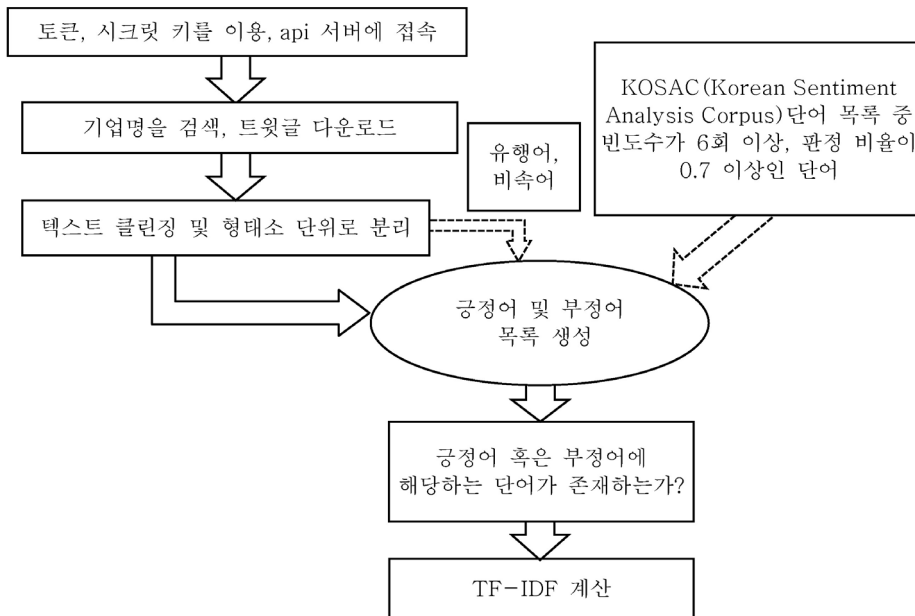 토큰, 시크릿 키를 이용, api 서버에 접속
기업명을 검색, 트윗글 다운로드
텍스트 클린징 및 형태소 단위로 분리
유행어,
비속어
KOSAC(Korean Sentiment
Analysis Corpus)단어 목록 중
빈도수가 6회 이상, 판정 비율이
0.7 이상인 단어
긍정어 및 부정어
목록 생성
긍정어 혹은 부정어에
해당하는 단어가 존재하는가?
TF-IDF 계산